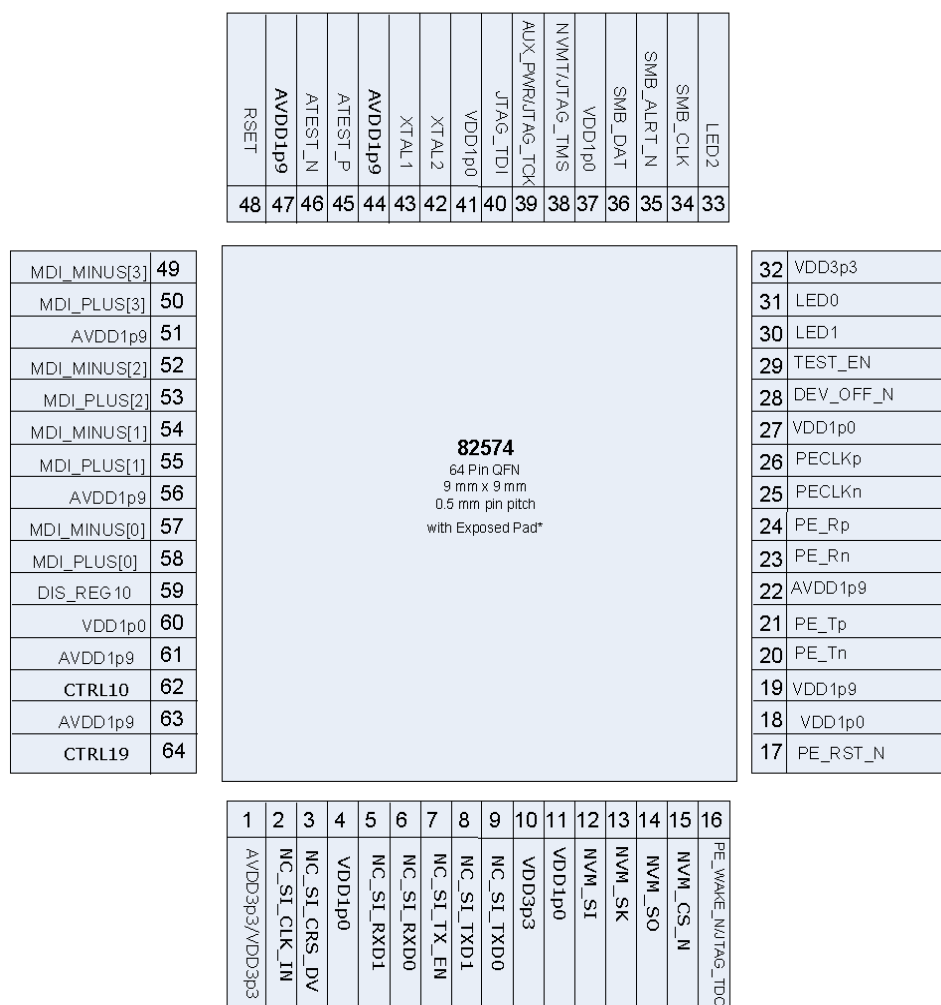 RSET
AVDD1p9
ATEST_N
ATEST_P
AVDD1p9
XTAL1
XTAL2
VDD1p0
JTAG_TDI
AUX_PWR/JTAG_TCK
NVMT/JTAG_TMS
VDD1p0
SMB_DAT
SMB_ALRT_N
SMB_CLK
LED2
48 47 46 45 44 43 42 41 40 39 38 37 36 35 34 33
MDI_MINUS[3] 49
MDI_PLUS[3] 50
AVDD1p9 51
MDI_MINUS[2] 52
MDI_PLUS[2] 53
MDI_MINUS[1] 54
MDI_PLUS[1] 55
AVDD1p9 56
MDI_MINUS[0] 57
MDI_PLUS[0] 58
DIS_REG10 59
VDD1p0 60
AVDD1p9 61
CTRL10 62
AVDD1p9 63
CTRL19 64
82574
64 Pin QFN
9 mm x 9 mm
0.5 mm pin pitch
with Exposed Pad*
32 VDD3p3
31 LED0
30 LED1
29 TEST_EN
28 DEV_OFF_N
27 VDD1p0
26 PECLKp
25 PECLKn
24 PE_Rp
23 PE_Rn
22 AVDD1p9
21 PE_Tp
20 PE_Tn
19 VDD1p9
18 VDD1p0
17 PE_RST_N
1 2 3 4 5 6 7 8 9 10 11 12 13 14 15 16
AVDD3p3/VDD3p3
NC_SI_CLK_IN
NC_SI_CRS_DV
VDD1p0
NC_SI_RXD1
NC_SI_RXD0
NC_SI_TX_EN
NC_SI_TXD1
NC_SI_TXD0
VDD3p3
VDD1p0
NVM_SI
NVM_SK
NVM_SO
NVM_CS_N
PE_WAKE_N/JTAG_TDO